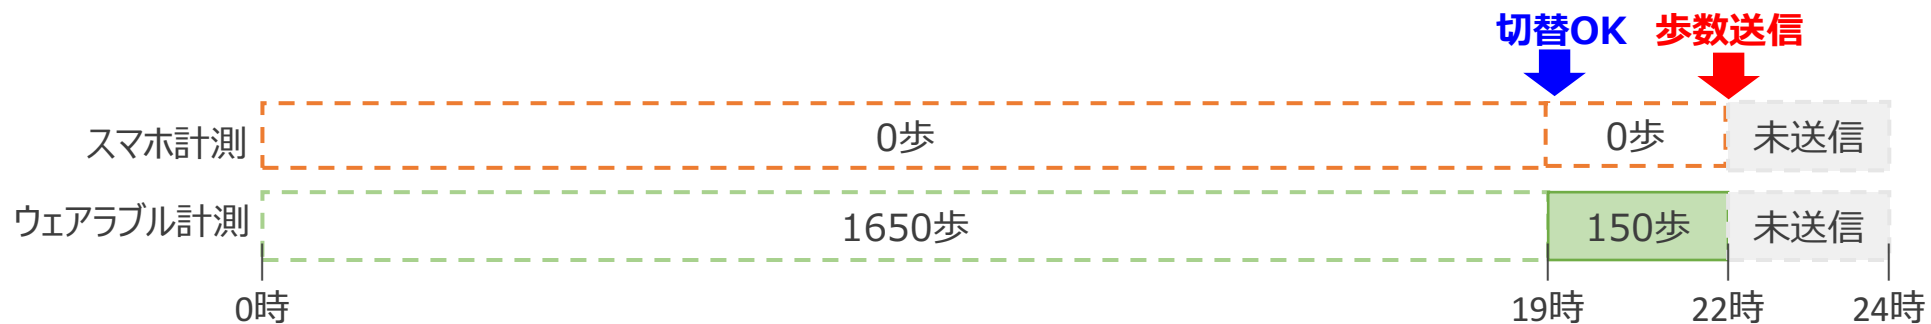 切替OK 歩数送信
スマホ計測 0歩 0歩 未送信
ウェアラブル計測 1650歩 150歩 未送信
0時 19時 22時 24時